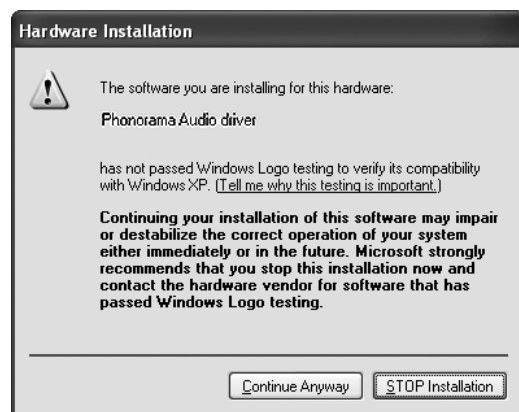 Hardware Installation
The software you are installing for this hardware:
Phonorama Audio driver
has not passed Windows Logo testing to verify its compatibility
with Windows XP. (Tell me why this testing is important.)
Continuing your installation of this software may impair
or destabilize the correct operation of your system
either immediately or in the future. Microsoft strongly
recommends that you stop this installation now and
contact the hardware vendor for software that has
passed Windows Logo testing.
Continue Anyway
STOP Installation